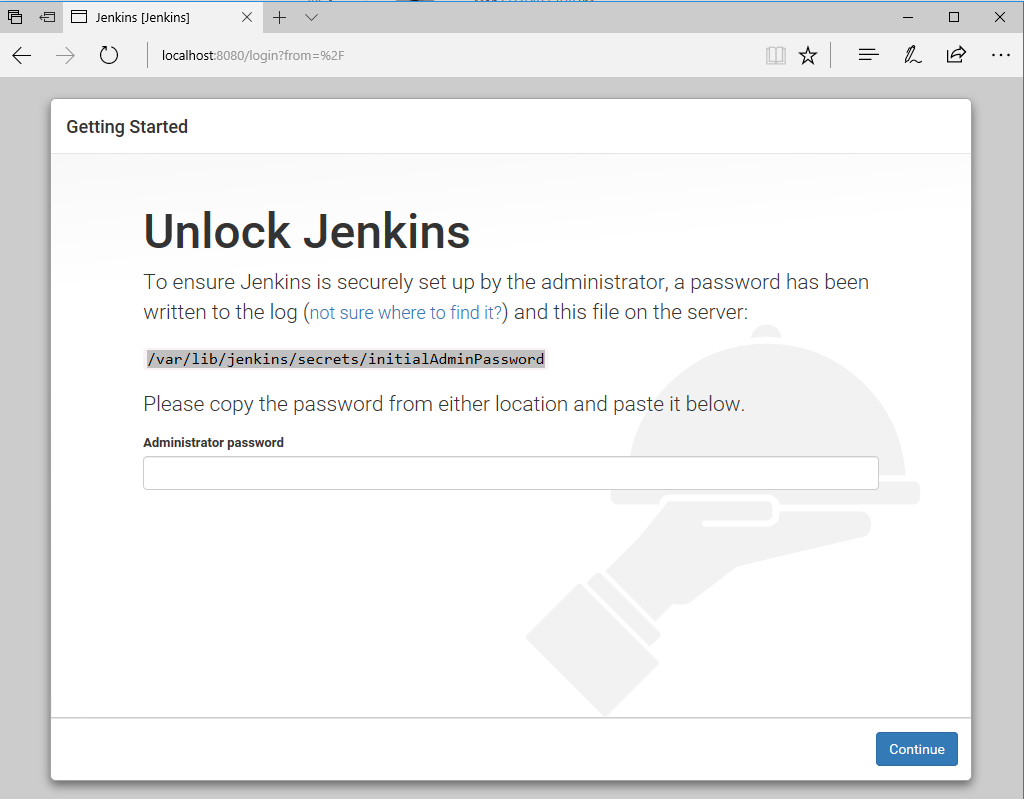 Jenkins [Jenkins]
localhost:8080/login?from=%2F
Getting Started
Unlock Jenkins
To ensure Jenkins is securely set up by the administrator, a password has been
written to the log (not sure where to find it?) and this file on the server:
/var/lib/jenkins/secrets/initialAdminPassword
Please copy the password from either location and paste it below.
Administrator password
Continue